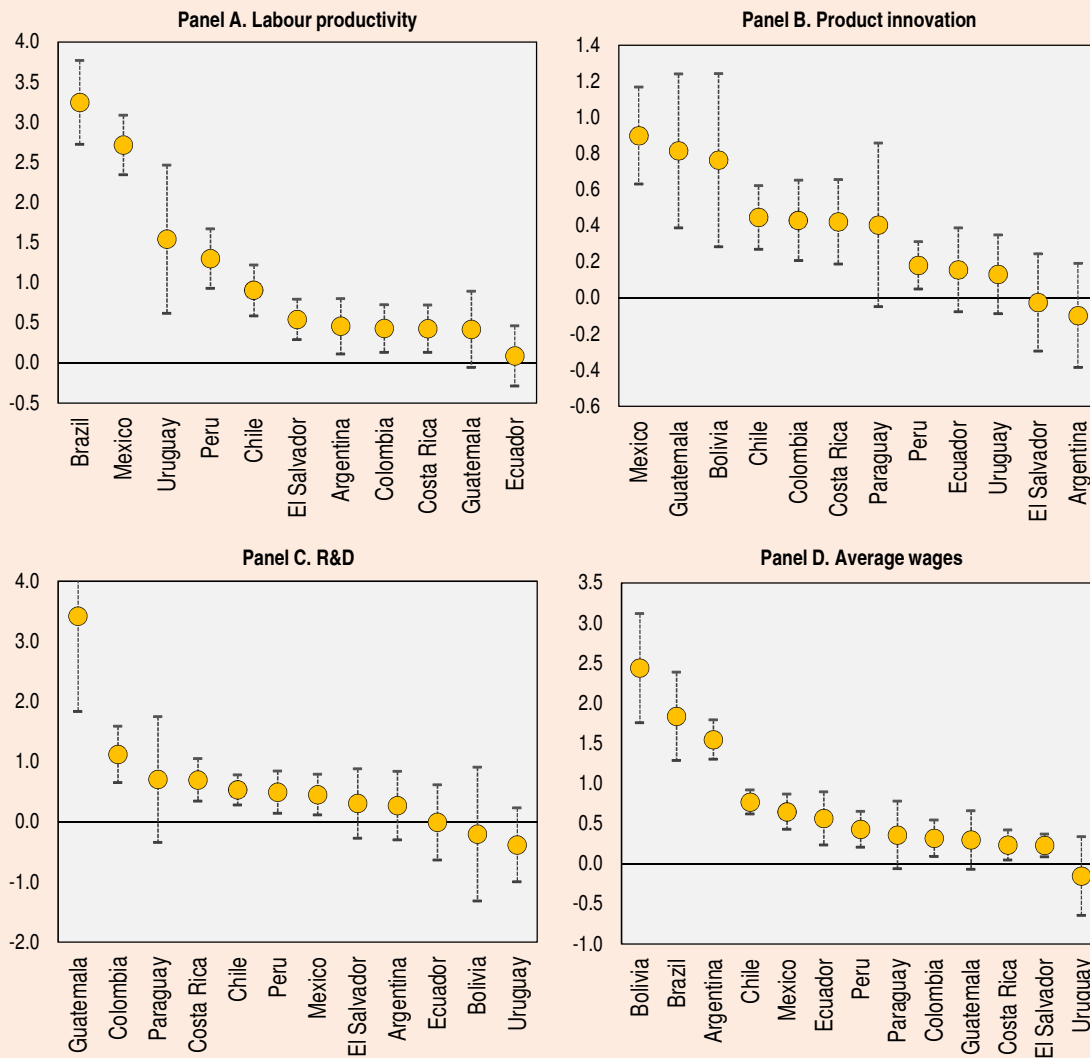 Panel A. Labour productivity
4.0
3.5
3.0
2.5
2.0
1.5
1.0
0.5
0.0
-0.5
Brazil
Mexico
Uruguay
Peru
Chile
El Salvador
Argentina
Colombia
Costa Rica
Guatemala
Ecuador
Panel B. Product innovation
1.4
1.2
1.0
0.8
0.6
0.4
0.2
0.0
-0.2
-0.4
-0.6
Mexico
Guatemala
Bolivia
Chile
Colombia
Costa Rica
Paraguay
Peru
Ecuador
Uruguay
El Salvador
Argentina
Panel C. R&D
4.0
3.0
2.0
1.0
0.0
-1.0
-2.0
Guatemala
Colombia
Paraguay
Costa Rica
Chile
Peru
Mexico
El Salvador
Argentina
Ecuador
Bolivia
Uruguay
Panel D. Average wages
3.5
3.0
2.5
2.0
1.5
1.0
0.5
0.0
-0.5
-1.0
Bolivia
Brazil
Argentina
Chile
Mexico
Ecuador
Peru
Paraguay
Colombia
Guatemala
Costa Rica
El Salvador
Uruguay